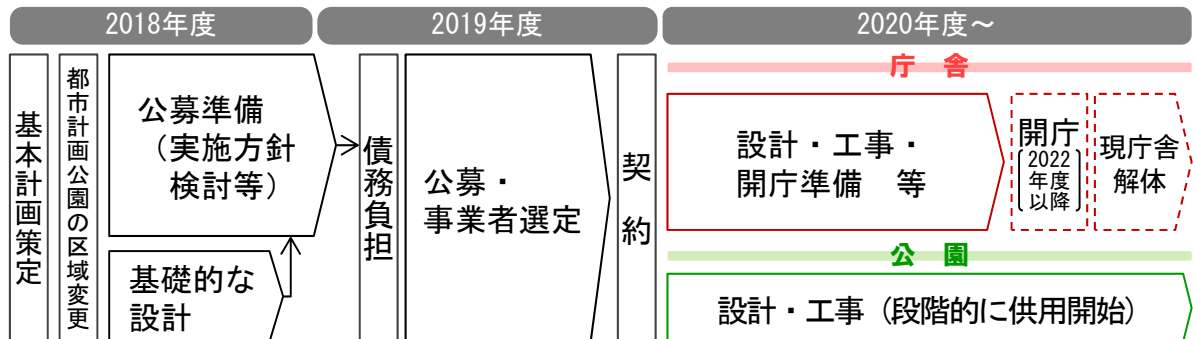 2018年度
2019年度
2020年度～
基本計画策定
都市計画公園の区域変更
公募準備
（実施方針
検討等）
基礎的な
設計
債務負担
公募・
事業者選定
契約
庁　舎
設計・工事・
開庁準備　等
開庁
〔2022
年度
以降〕
現庁舎
解体
公　園
設計・工事（段階的に供用開始）